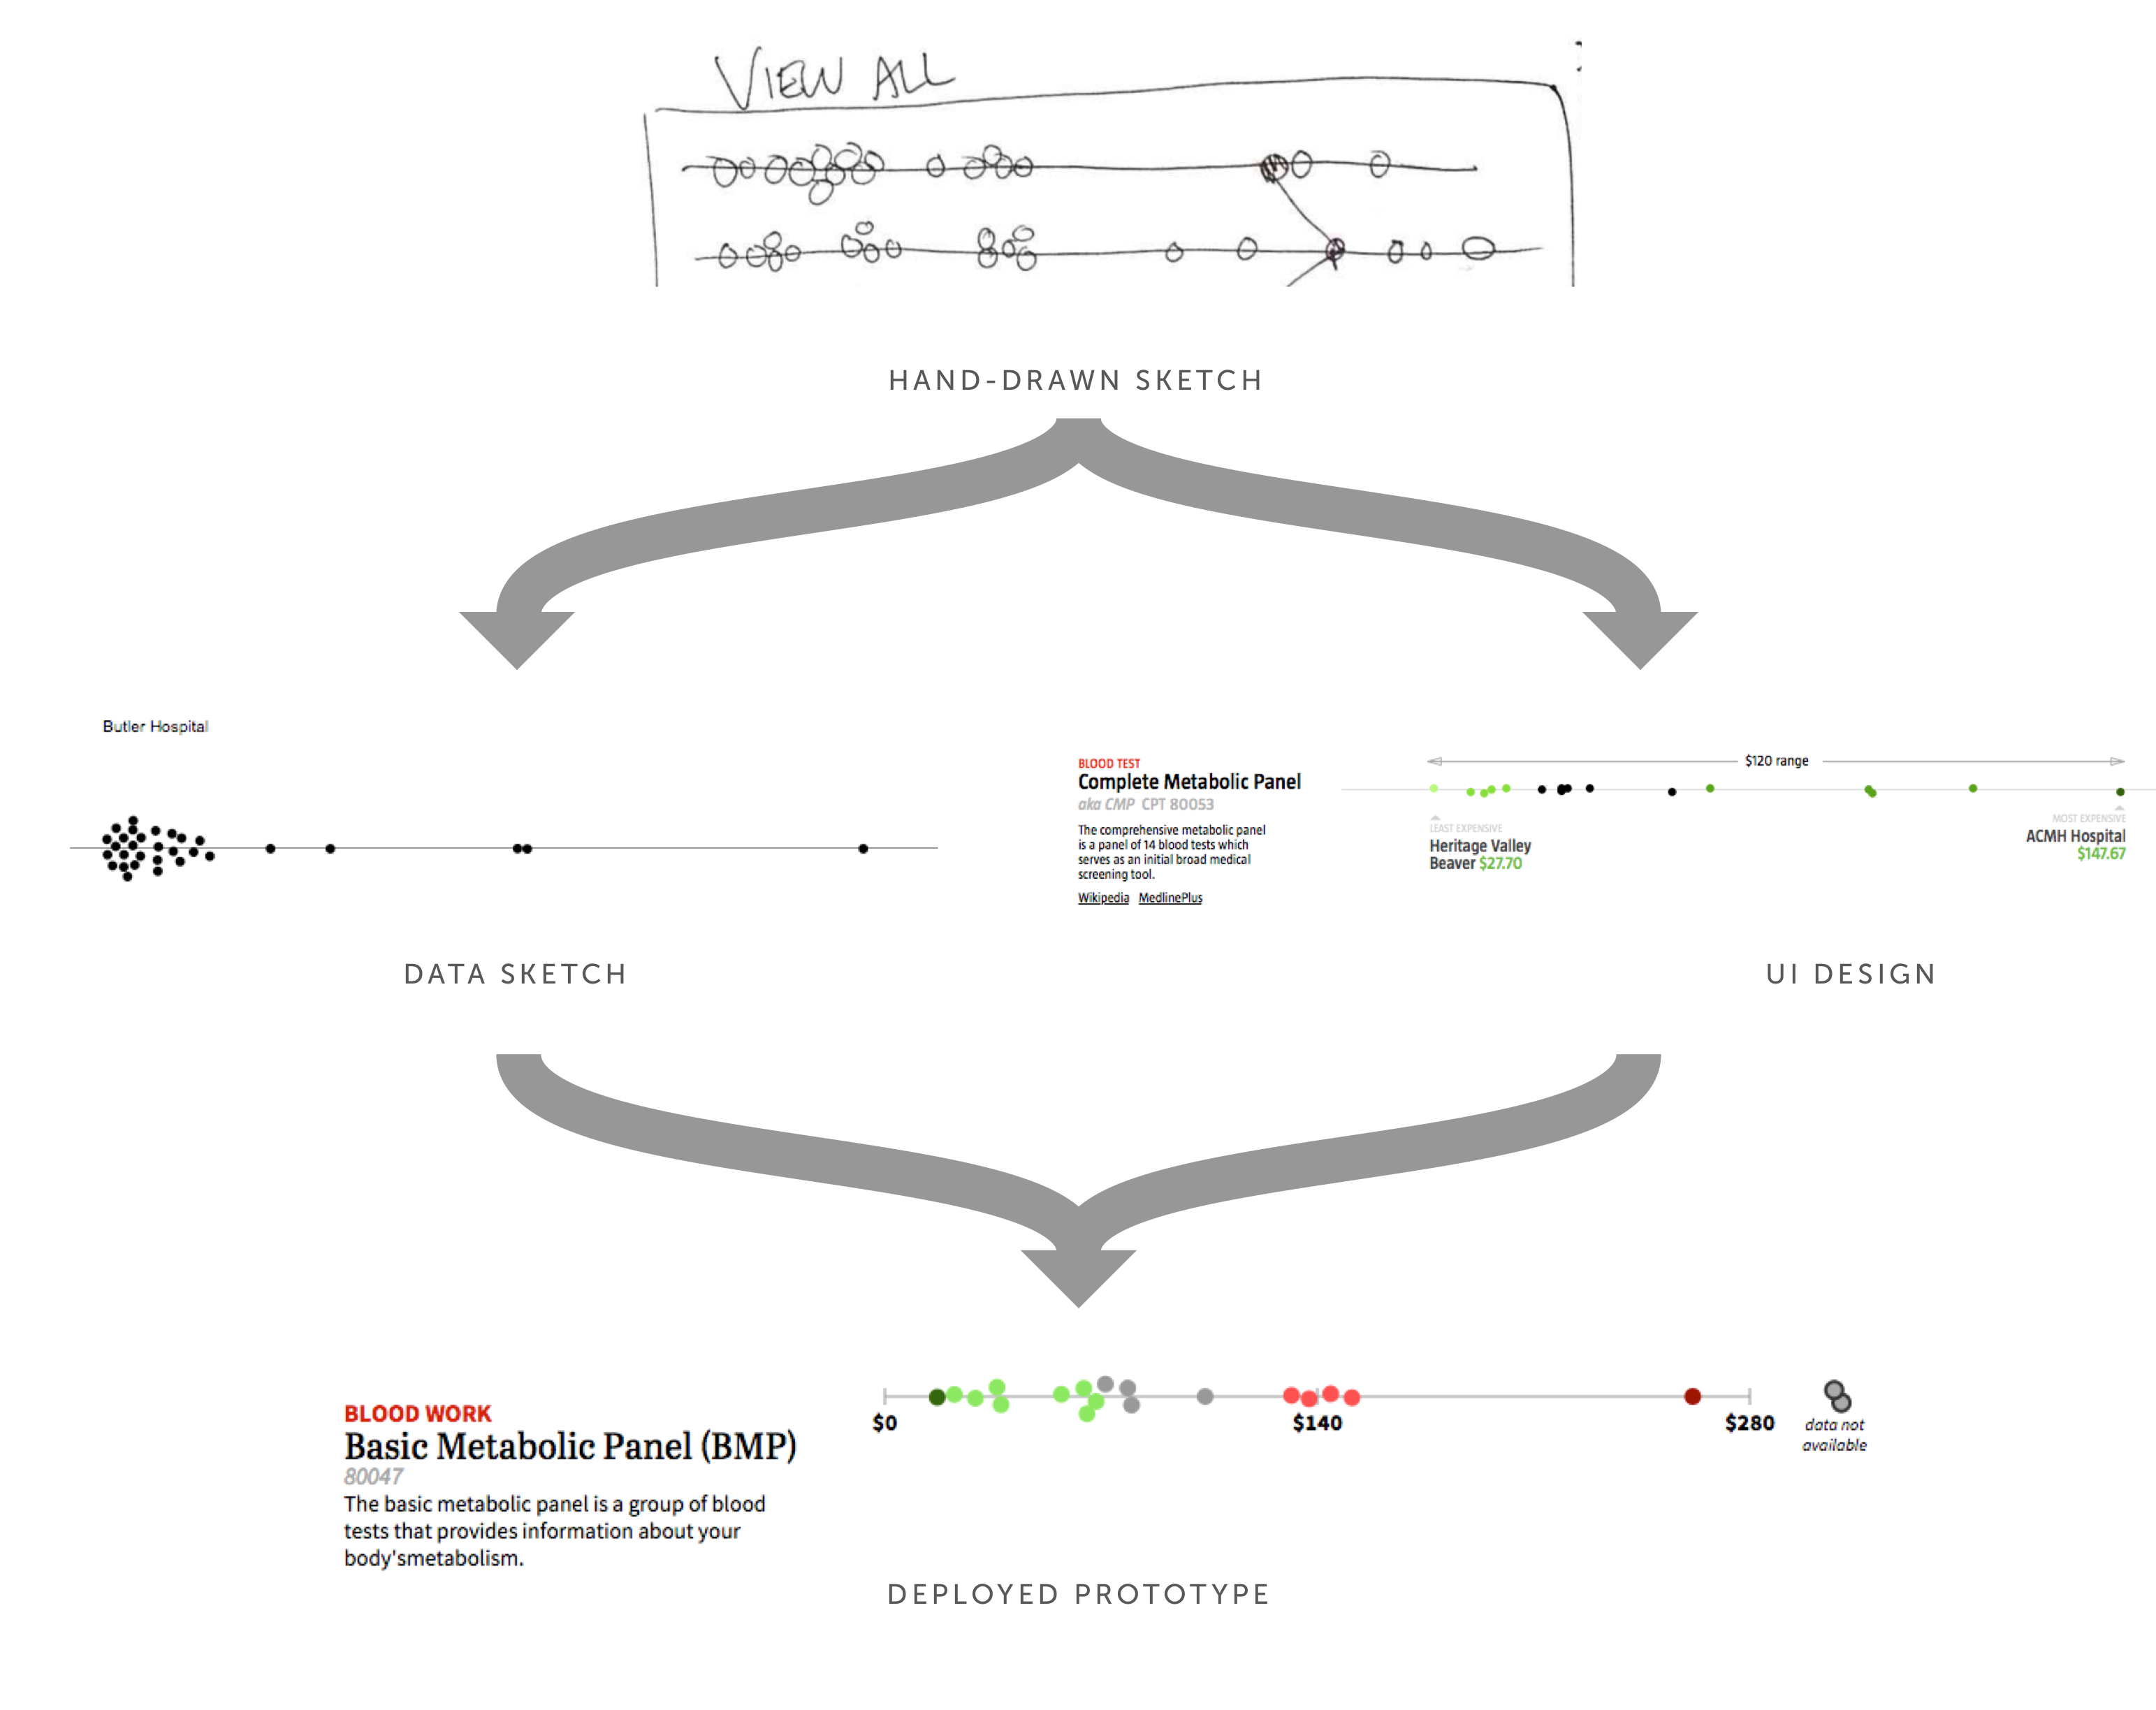 VIEW ALL
HAND-DRAWN SKETCH
Butler Hospital
DATA SKETCH
BLOOD TEST
Complete Metabolic Panel
aka CMP CPT 80053
The comprehensive metabolic panel
is a panel of 14 blood tests which
serves as an initial broad medical
screening tool.
Wikipedia MedlinePlus
$120 range
LEAST EXPENSIVE
Heritage Valley
Beaver $27.70
MOST EXPENSIVE
ACMH Hospital
$147.67
UI DESIGN
BLOOD WORK
Basic Metabolic Panel (BMP)
80047
The basic metabolic panel is a group of blood
tests that provides information about your
body'smetabolism.
$0
$140
$280
data not
available
DEPLOYED PROTOTYPE